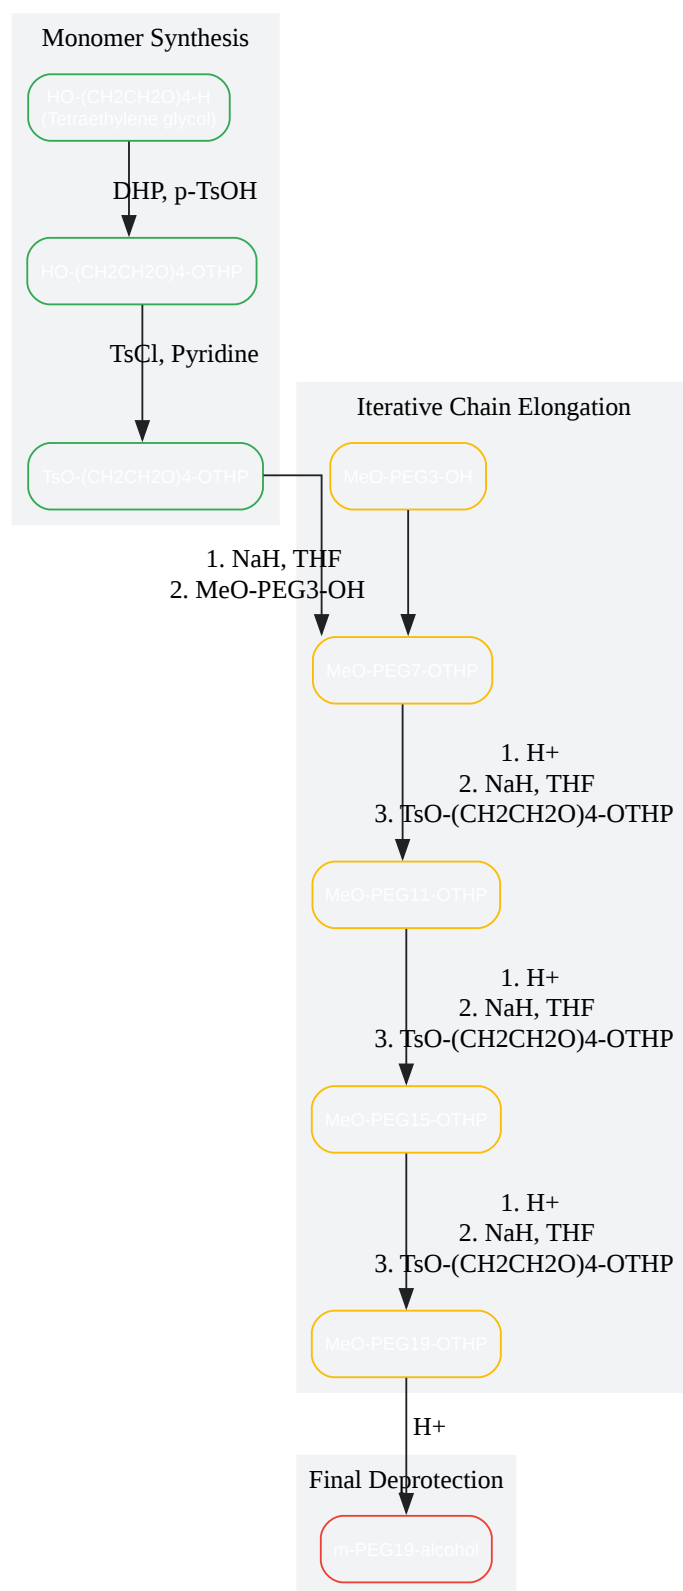 Monomer Synthesis
HO-(CH2CH2O)4-H
(Tetraethylene glycol)
DHP, p-TsOH
HO-(CH2CH2O)4-OTHP
TsCl, Pyridine
TsO-(CH2CH2O)4-OTHP
Iterative Chain Elongation
MeO-PEG3-OH
1. NaH, THF
2. MeO-PEG3-OH
MeO-PEG7-OTHP
1. H+
2. NaH, THF
3. TsO-(CH2CH2O)4-OTHP
MeO-PEG11-OTHP
1. H+
2. NaH, THF
3. TsO-(CH2CH2O)4-OTHP
MeO-PEG15-OTHP
1. H+
2. NaH, THF
3. TsO-(CH2CH2O)4-OTHP
MeO-PEG19-OTHP
H+
Final Deprotection
m-PEG19-alcohol